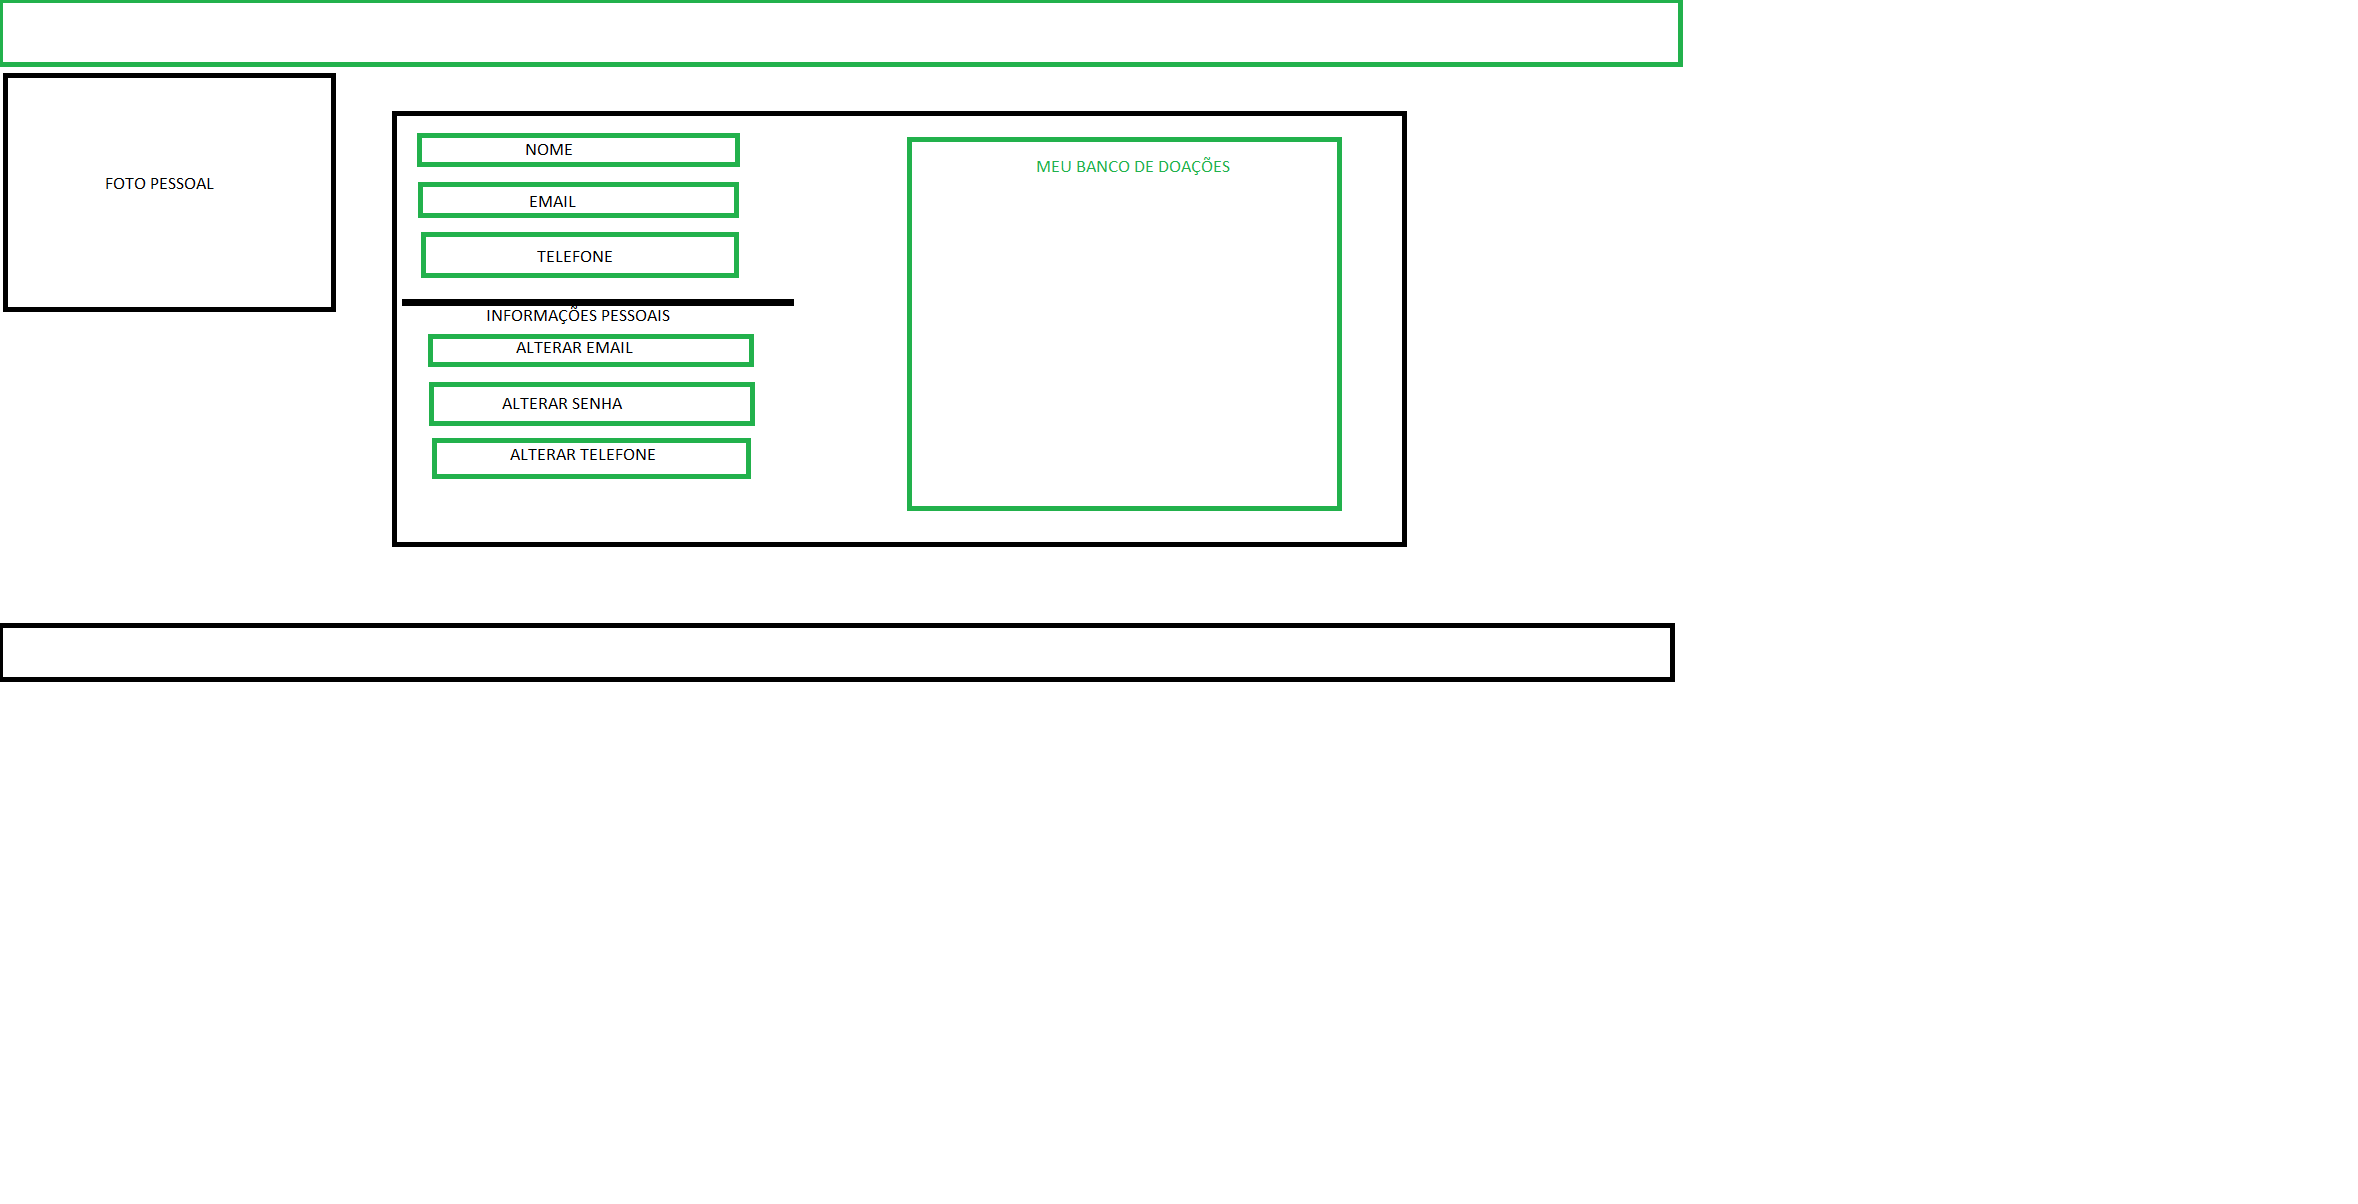 FOTO PESSOAL
NOME
EMAIL
TELEFONE
INFORMAÇÕES PESSOAIS
ALTERAR EMAIL
ALTERAR SENHA
ALTERAR TELEFONE
MEU BANCO DE DOAÇÕES